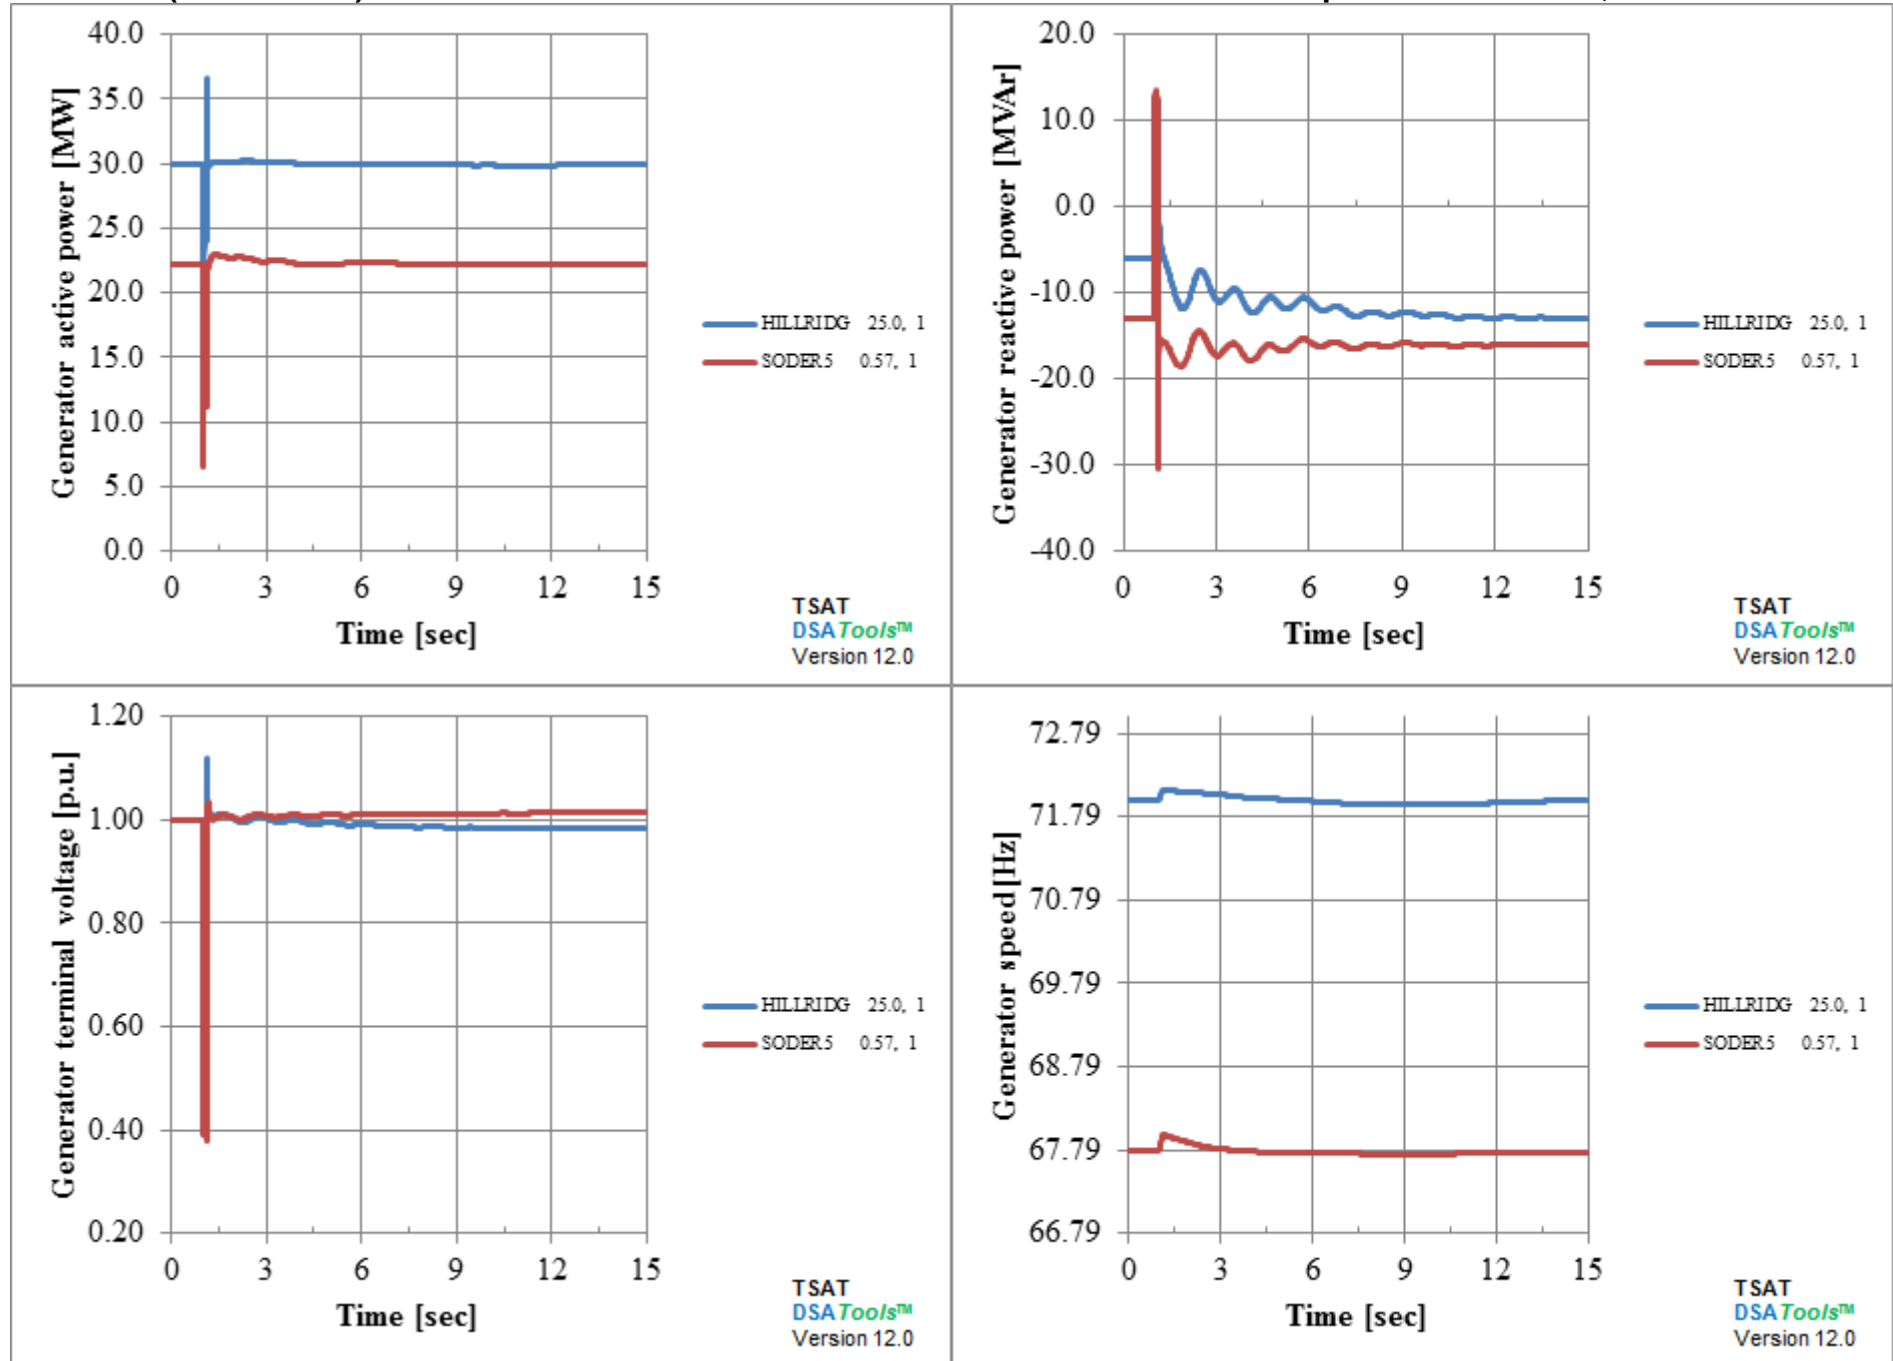 Generator active power [MW]
40.0
35.0
30.0
25.0
20.0
15.0
10.0
5.0
0.0
0 3 6 9 12 15
Time [sec]
HILLRIDG 25.0, 1
SODER5 0.57, 1
TSAT
DSATools™
Version 12.0
Generator reactive power [MVAr]
20.0
10.0
0.0
-10.0
-20.0
-30.0
-40.0
0 3 6 9 12 15
Time [sec]
HILLRIDG 25.0, 1
SODER5 0.57, 1
TSAT
DSATools™
Version 12.0
Generator terminal voltage [p.u.]
1.20
1.00
0.80
0.60
0.40
0.20
0 3 6 9 12 15
Time [sec]
HILLRIDG 25.0, 1
SODER5 0.57, 1
TSAT
DSATools™
Version 12.0
Generator speed[Hz]
72.79
71.79
70.79
69.79
68.79
67.79
66.79
0 3 6 9 12 15
Time [sec]
HILLRIDG 25.0, 1
SODER5 0.57, 1
TSAT
DSATools™
Version 12.0